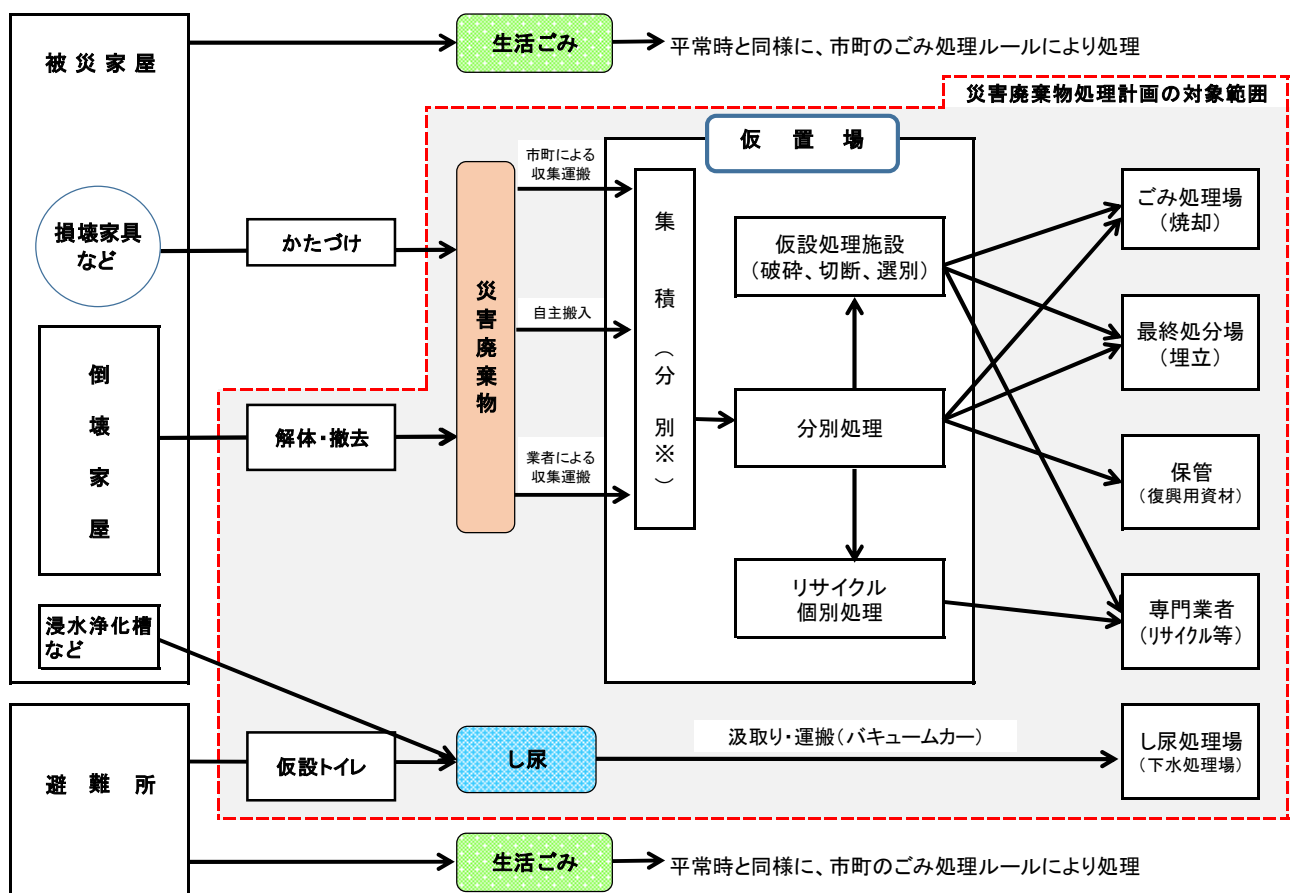 被災家屋
生活ごみ
平常時と同様に、市町のごみ処理ルールにより処理
災害廃棄物処理計画の対象範囲
仮置場
市町による
収集運搬
損壊家具
など
かたづけ
災害廃棄物
自主搬入
集積（分別※）
仮設処理施設
（破砕、切断、選別）
ごみ処理場
（焼却）
最終処分場
（埋立）
倒壊家屋
解体・撤去
業者による
収集運搬
分別処理
保管
（復興用資材）
リサイクル
個別処理
専門業者
（リサイクル等）
浸水浄化槽
など
避難所
仮設トイレ
し尿
汲取り・運搬（バキュームカー）
し尿処理場
（下水処理場）
生活ごみ
平常時と同様に、市町のごみ処理ルールにより処理